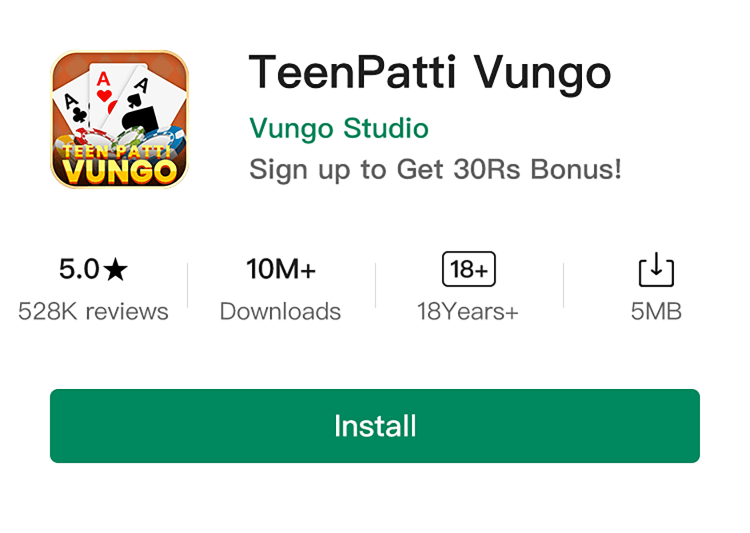 TeenPatti Vungo
Vungo Studio
Sign up to Get 30Rs Bonus!
A A A
TEEN PATTI
VUNGO
5.0★ 10M+ 18+
528K reviews Downloads 18Years+ 5MB
Install